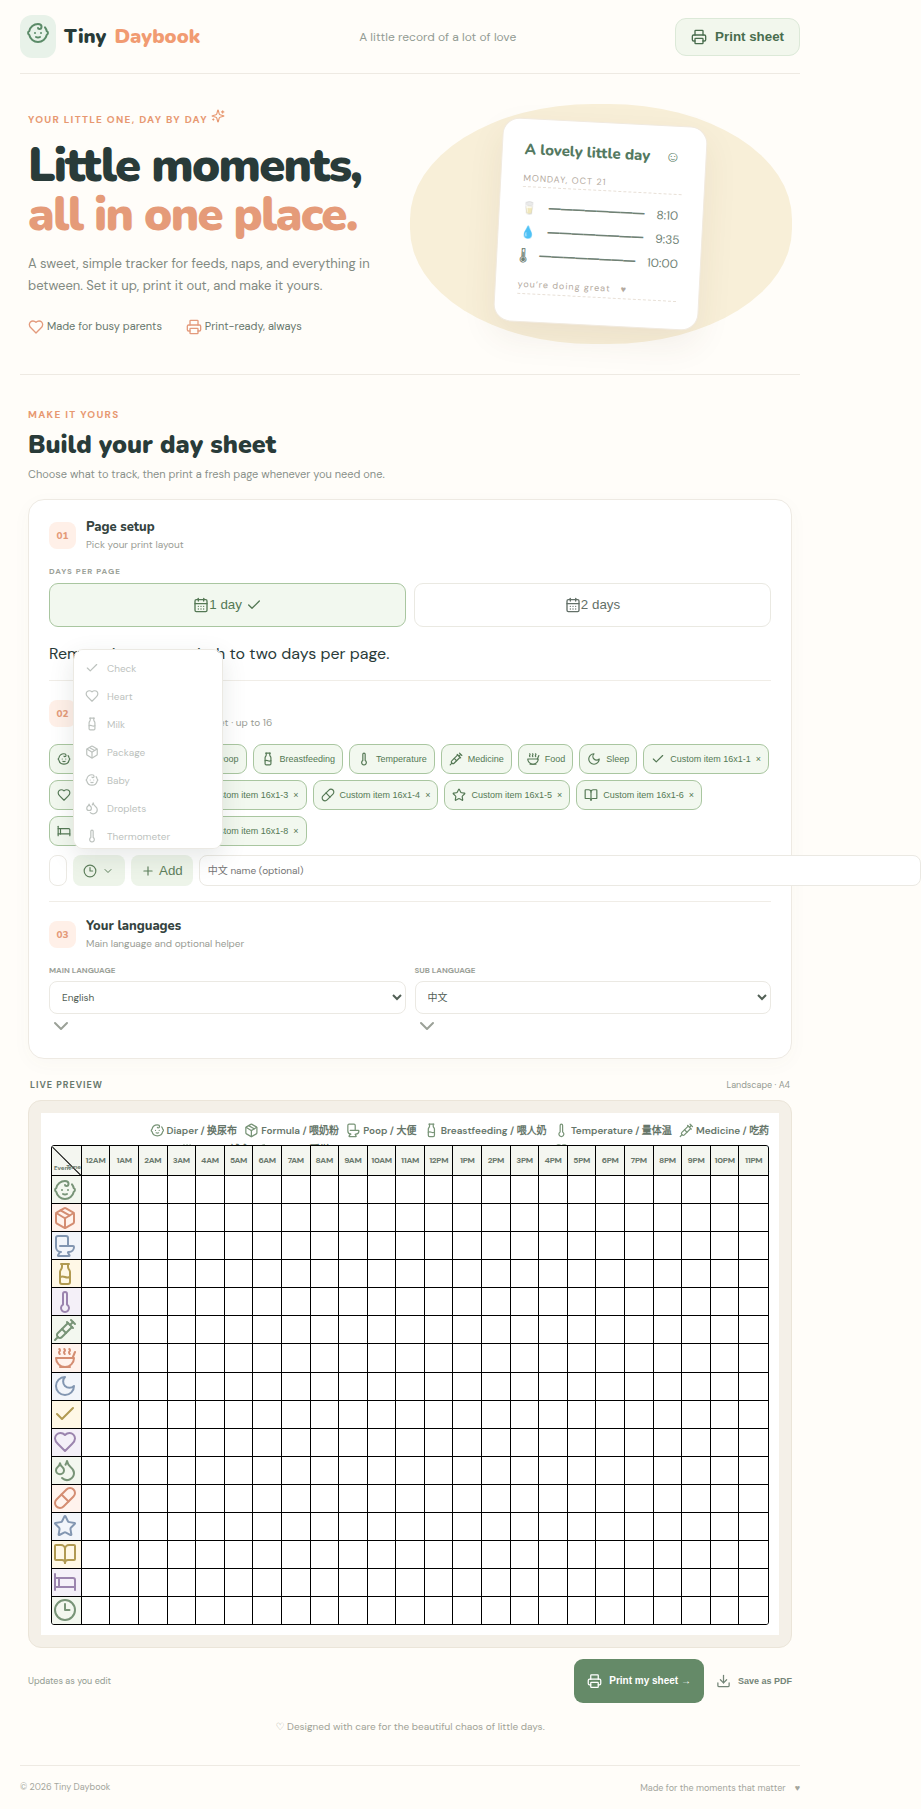 Tiny Daybook
A little record of a lot of love
Print sheet
YOUR LITTLE ONE, DAY BY DAY
Little moments,
all in one place.
A sweet, simple tracker for feeds, naps, and everything in
between. Set it up, print it out, and make it yours.
Made for busy parents
Print-ready, always
A lovely little day ☺
MONDAY, OCT 21
8:10
9:35
10:00
you're doing great ♥
MAKE IT YOURS
Build your day sheet
Choose what to track, then print a fresh page whenever you need one.
01
Page setup
Pick your print layout
DAYS PER PAGE
1 day
2 days
h to two days per page.
Check
Heart
Milk
Package
Baby
Droplets
Thermometer
02
· up to 16
oop
Breastfeeding
Temperature
Medicine
Food
Sleep
Custom item 16x1-1 ×
tom item 16x1-3 ×
Custom item 16x1-4 ×
Custom item 16x1-5 ×
Custom item 16x1-6 ×
tom item 16x1-8 ×
+ Add
中文 name (optional)
03
Your languages
Main language and optional helper
MAIN LANGUAGE
SUB LANGUAGE
English
中文
LIVE PREVIEW
Landscape · A4
Diaper / 换尿布 Formula / 喂奶粉 Poop / 大便 Breastfeeding / 喂人奶 Temperature / 量体温 Medicine / 吃药
12AM 1AM 2AM 3AM 4AM 5AM 6AM 7AM 8AM 9AM 10AM 11AM 12PM 1PM 2PM 3PM 4PM 5PM 6PM 7PM 8PM 9PM 10PM 11PM
Updates as you edit
Print my sheet →
Save as PDF
♡ Designed with care for the beautiful chaos of little days.
© 2026 Tiny Daybook
Made for the moments that matter ♥